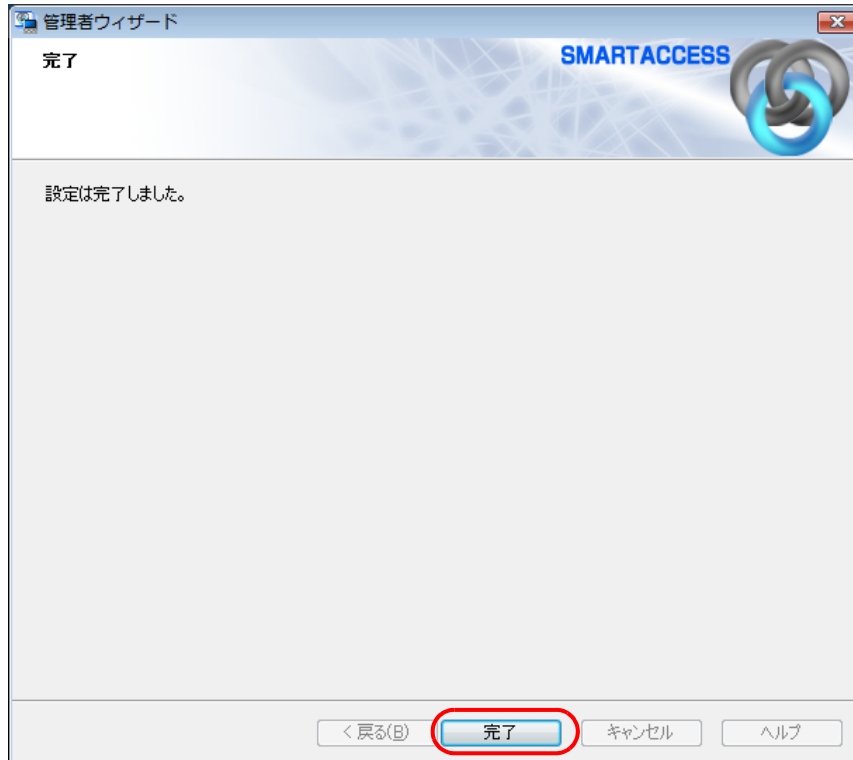 管理者ウィザード
完了
SMARTACCESS
設定は完了しました。
< 戻る(B)
完了
キャンセル
ヘルプ